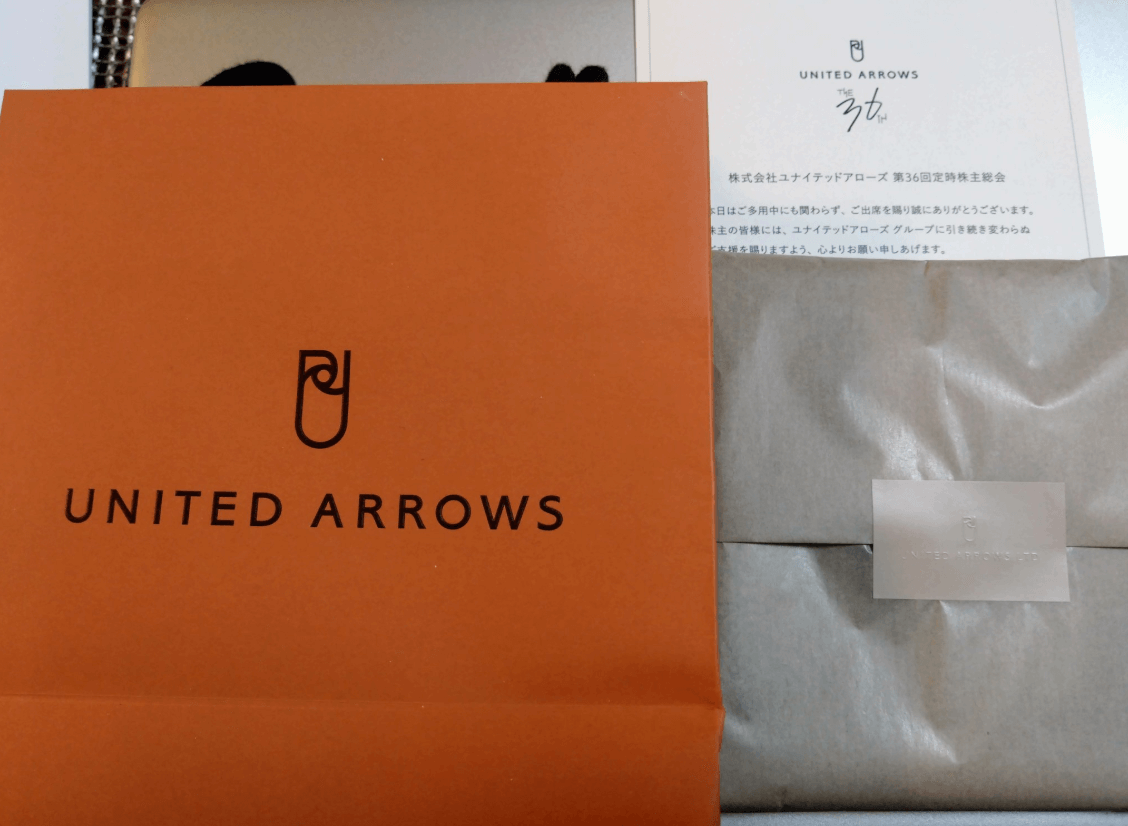 UNITED ARROWS
THE
36
TH
株式会社ユナイテッドアローズ 第36回定時株主総会
本日はご多用中にも関わらず、ご出席を賜り誠にありがとうございます。
株主の皆様には、ユナイテッドアローズ グループに引き続き変わらぬ
ご支援を賜りますよう、心よりお願い申しあげます。
UNITED ARROWS
UNITED ARROWS LTD.